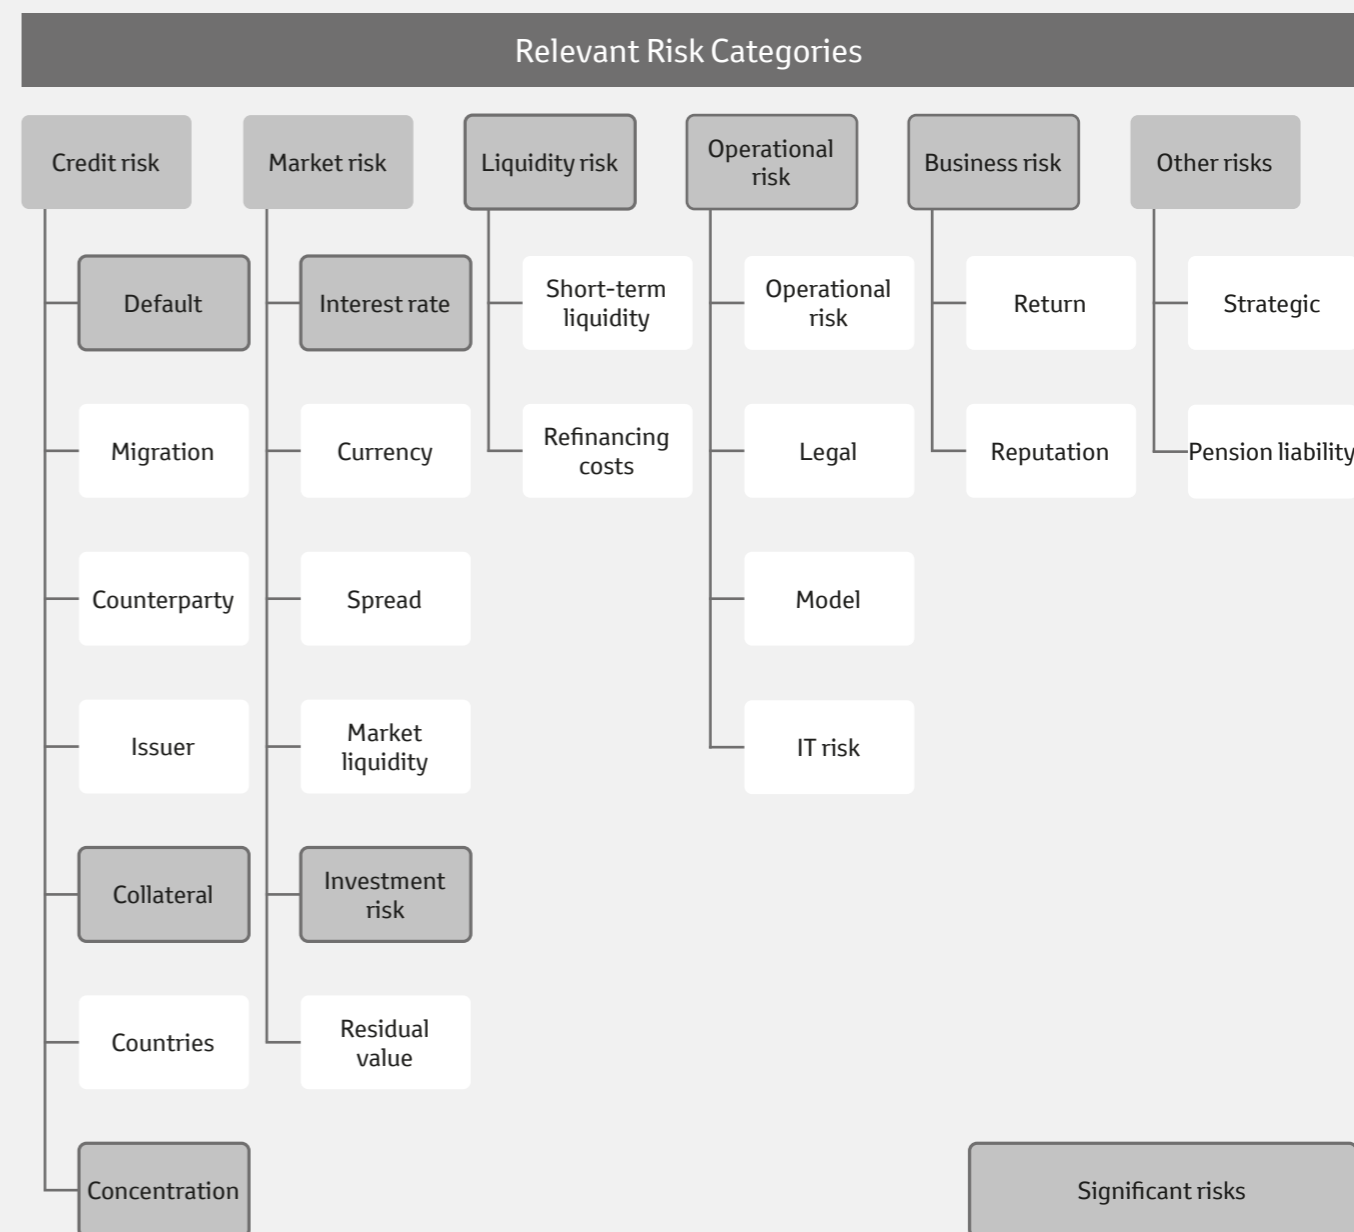 Relevant Risk Categories
Credit risk
Market risk
Liquidity risk
Operational
risk
Business risk
Other risks
Default
Interest rate
Short-term
liquidity
Operational
risk
Return
Strategic
Migration
Currency
Refinancing
costs
Legal
Reputation
Pension liability
Counterparty
Spread
Model
Issuer
Market
liquidity
IT risk
Collateral
Investment
risk
Countries
Residual
value
Concentration
Significant risks